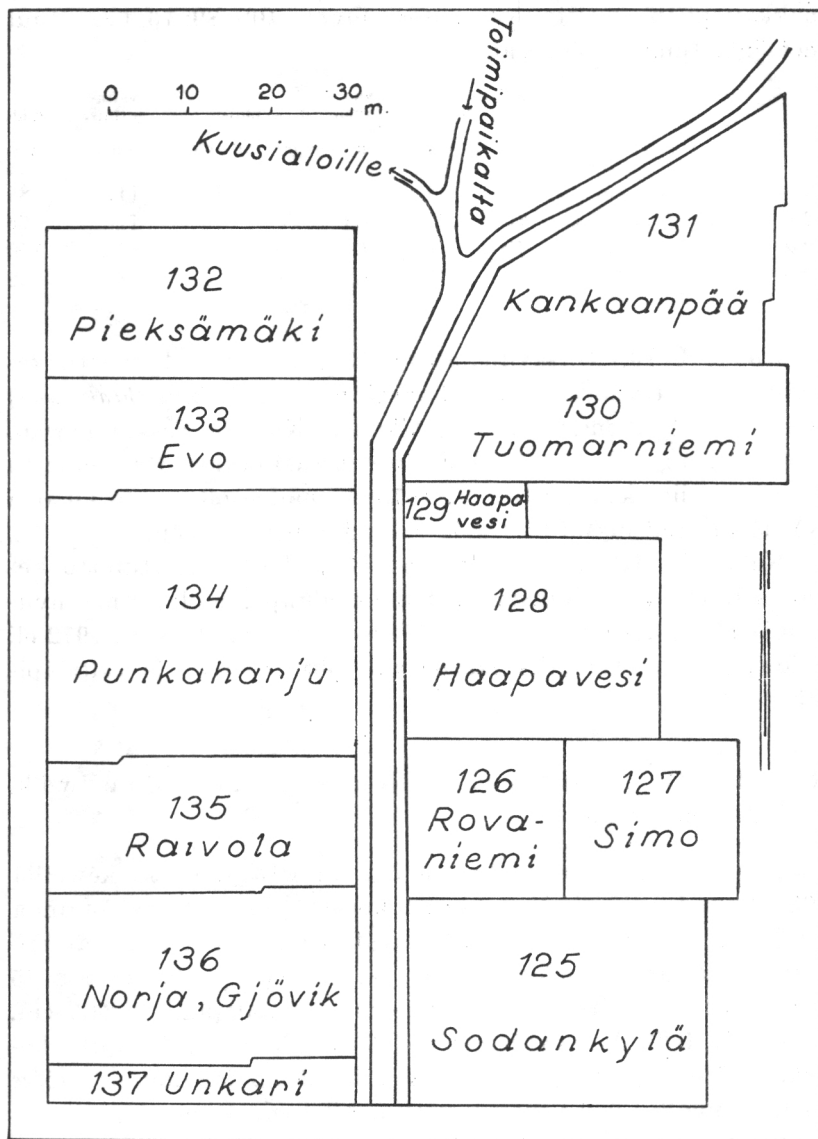 0 10 20 30 m.
Toimipaikalta
Kuusialoille
131
Kankaanpää
132
Pieksämäki
130
Tuomarniemi
133
Evo
129 Haapa
vesi
134
Punkaharju
128
Haapavesi
135
Raivola
126
Rova-
niemi
127
Simo
136
Norja, Gjövik
125
Sodankylä
137 Unkari